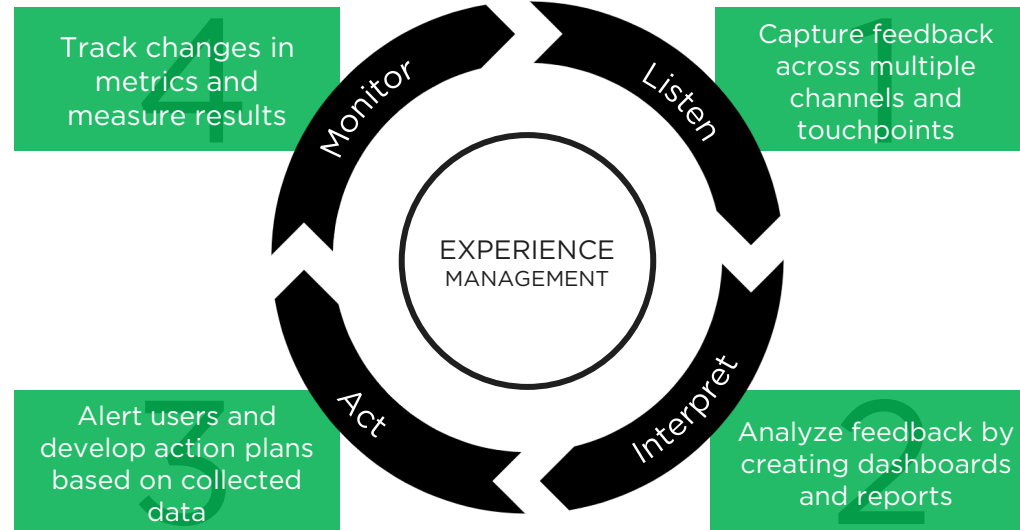 1
Capture feedback
across multiple
channels and
touchpoints
Listen
2
Analyze feedback by
creating dashboards
and reports
Interpret
3
Alert users and
develop action plans
based on collected
data
Act
4
Track changes in
metrics and
measure results
Monitor
EXPERIENCE
MANAGEMENT